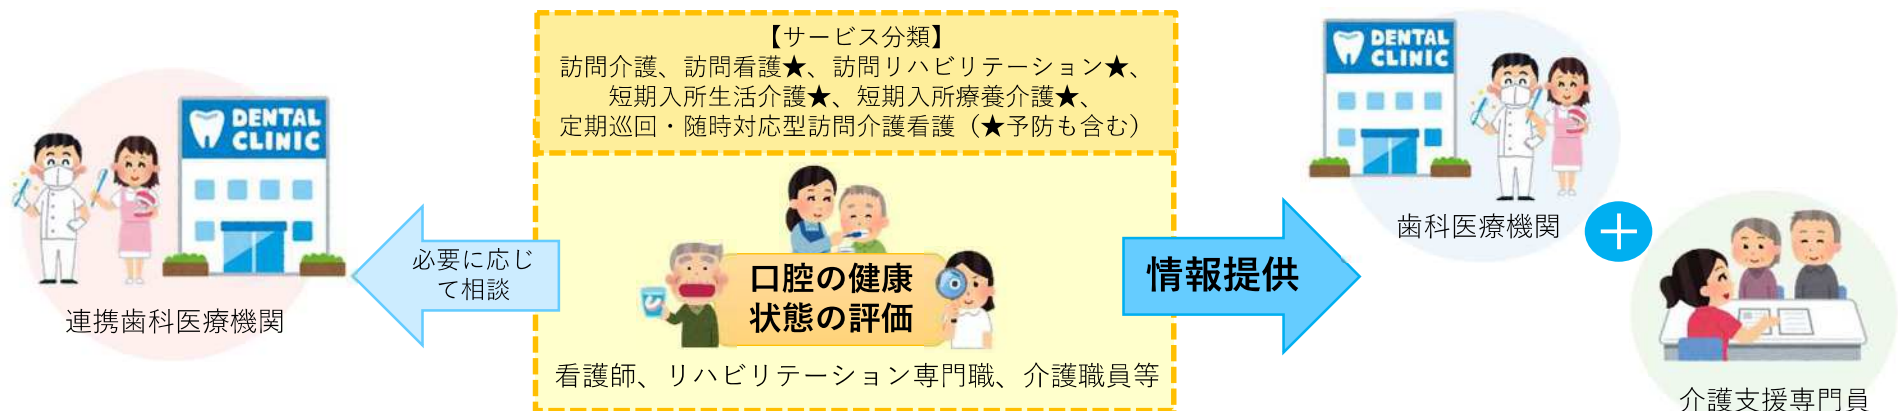 DENTAL
CLINIC
連携歯科医療機関
必要に応じ
て相談
【サービス分類】
訪問介護、訪問看護★、訪問リハビリテーション★、
短期入所生活介護★、短期入所療養介護★、
定期巡回・随時対応型訪問介護看護（★予防も含む）
口腔の健康
状態の評価
看護師、リハビリテーション専門職、介護職員等
情報提供
DENTAL
CLINIC
歯科医療機関
＋
介護支援専門員